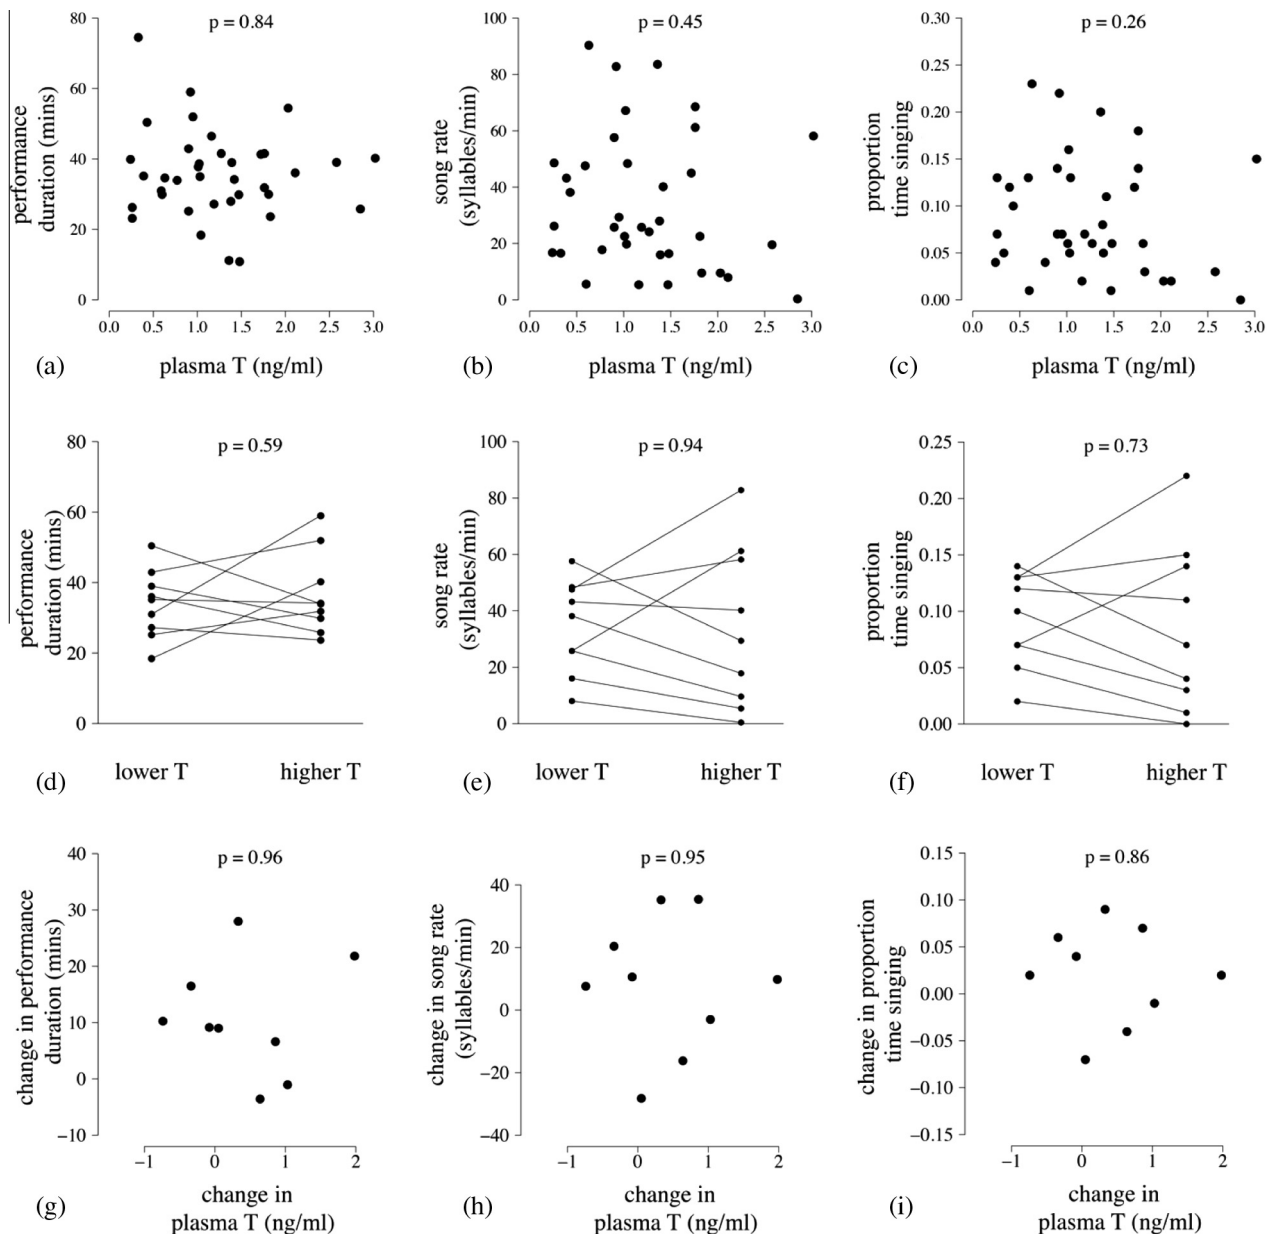 p = 0.84
performance
duration (mins)
80
60
40
20
0
0.0 0.5 1.0 1.5 2.0 2.5 3.0
(a)
plasma T (ng/ml)
p = 0.45
song rate
(syllables/min)
100
80
60
40
20
0
0.0 0.5 1.0 1.5 2.0 2.5 3.0
(b)
plasma T (ng/ml)
p = 0.26
proportion
time singing
0.30
0.25
0.20
0.15
0.10
0.05
0.00
0.0 0.5 1.0 1.5 2.0 2.5 3.0
(c)
plasma T (ng/ml)
p = 0.59
performance
duration (mins)
80
60
40
20
0
lower T higher T
(d)
p = 0.94
song rate
(syllables/min)
100
80
60
40
20
0
lower T higher T
(e)
p = 0.73
proportion
time singing
0.25
0.20
0.15
0.10
0.05
0.00
lower T higher T
(f)
p = 0.96
change in performance
duration (mins)
40
30
20
10
0
−10
−1 0 1 2
change in
(g)
plasma T (ng/ml)
p = 0.95
change in song rate
(syllables/min)
40
20
0
−20
−40
−1 0 1 2
change in
(h)
plasma T (ng/ml)
p = 0.86
change in proportion
time singing
0.15
0.10
0.05
0.00
−0.05
−0.10
−0.15
−1 0 1 2
change in
(i)
plasma T (ng/ml)